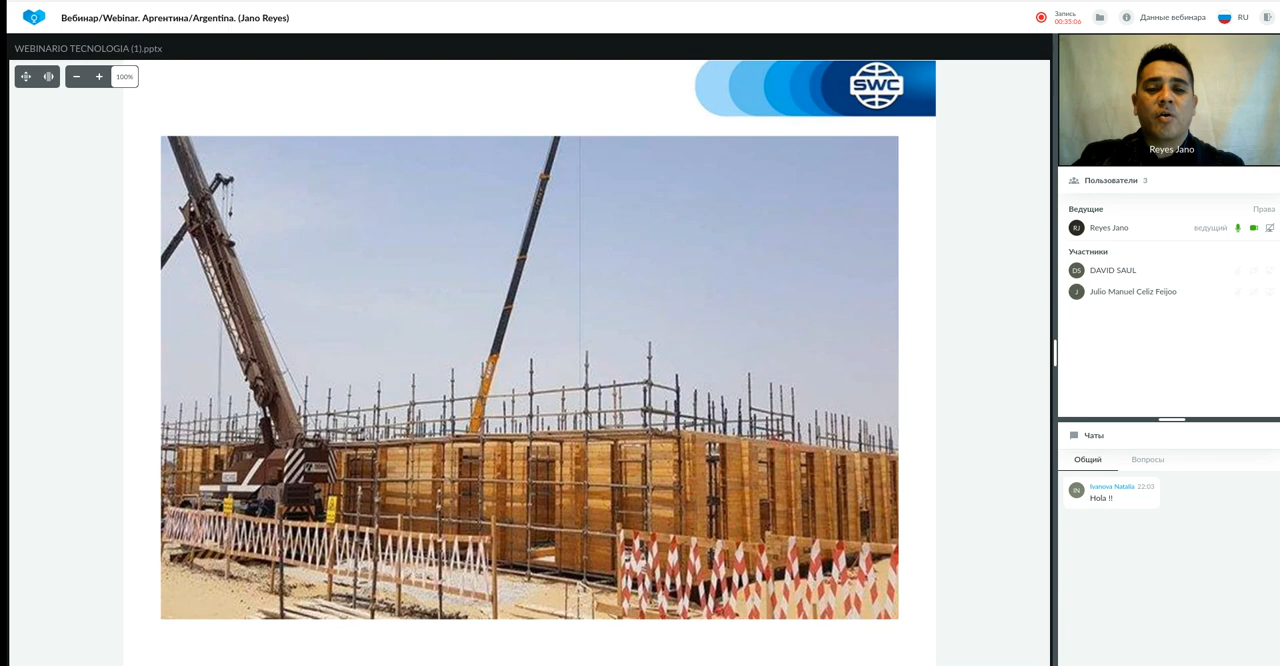 Вебинар/Webinar. Аргентина/Argentina. (Jano Reyes)
Запись
00:35:06
Данные вебинара
RU
WEBINARIO TECNOLOGIA (1).pptx
100%
SWC
Reyes Jano
Пользователи 3
Ведущие Права
RJ Reyes Jano ведущий
Участники
DS DAVID SAUL
J Julio Manuel Celiz Feijoo
Чаты
Общий Вопросы
IN Ivanova Natalia 22:03
Hola !!